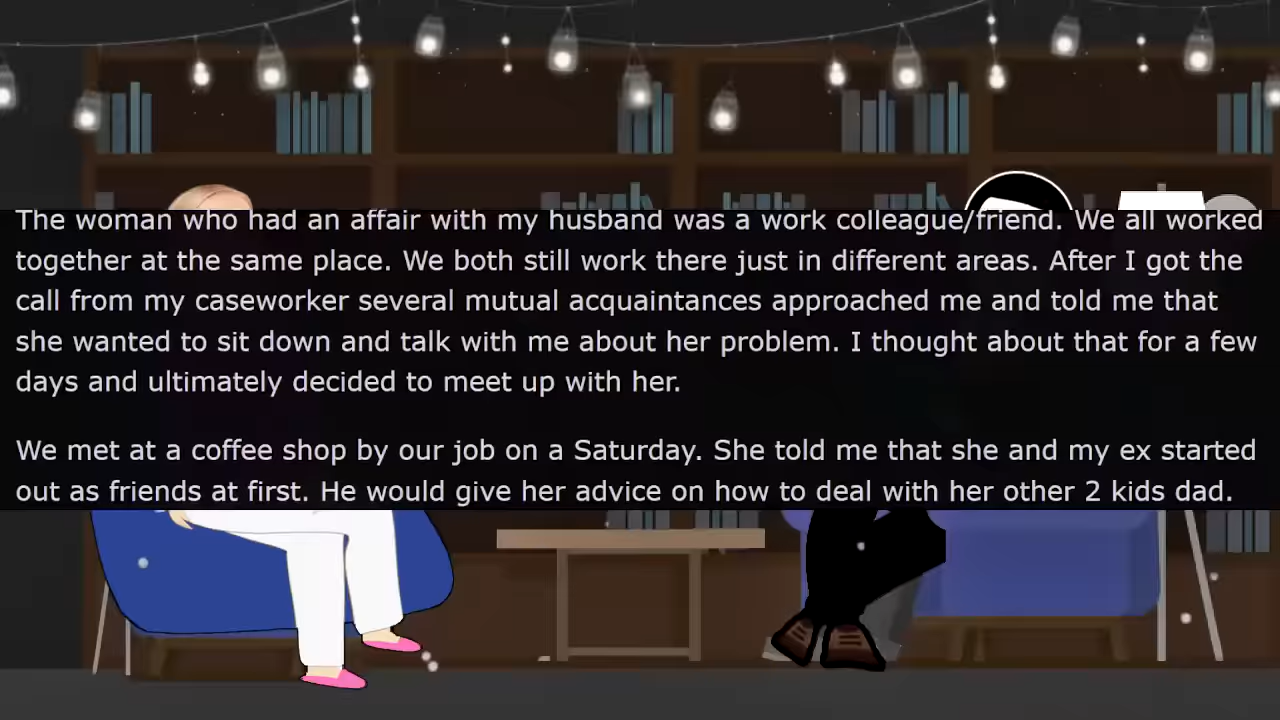 The woman who had an affair with my husband was a work colleague/friend. We all worked
together at the same place. We both still work there just in different areas. After I got the
call from my caseworker several mutual acquaintances approached me and told me that
she wanted to sit down and talk with me about her problem. I thought about that for a few
days and ultimately decided to meet up with her.
We met at a coffee shop by our job on a Saturday. She told me that she and my ex started
out as friends at first. He would give her advice on how to deal with her other 2 kids dad.